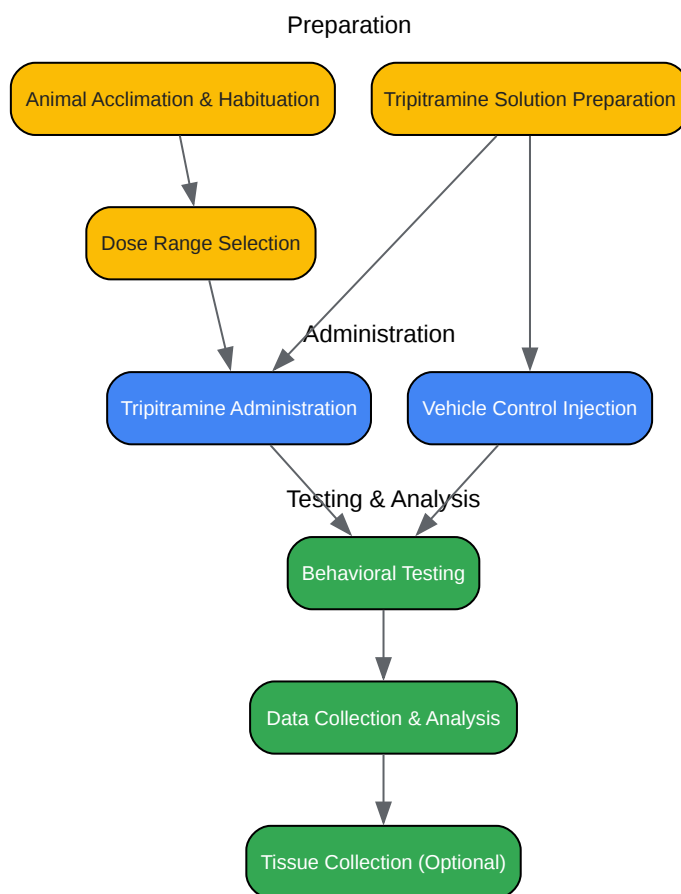 Preparation
Animal Acclimation & Habituation
Tripitramine Solution Preparation
Dose Range Selection
Administration
Tripitramine Administration
Vehicle Control Injection
Testing & Analysis
Behavioral Testing
Data Collection & Analysis
Tissue Collection (Optional)